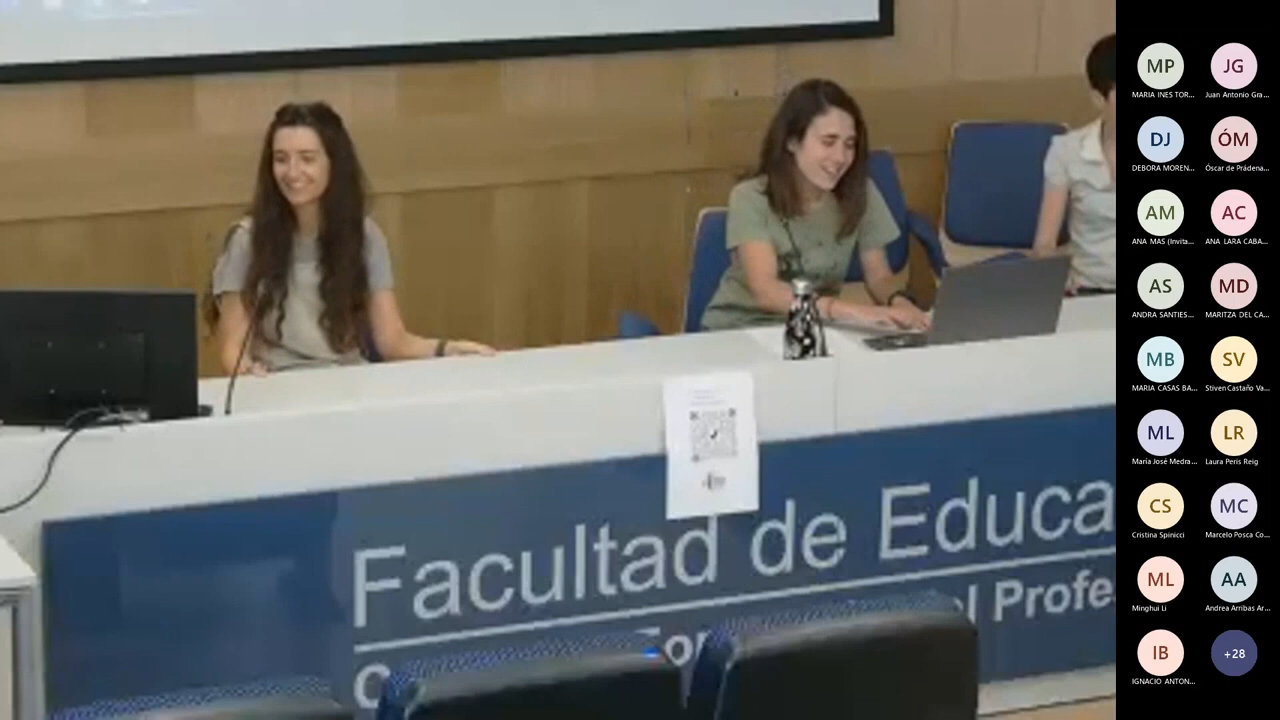 Facultad de Educa
l Profe
MP
JG
MARIA INES TOR...
Juan Antonio Gra...
DJ
ÓM
DEBORA MOREN...
Óscar de Prádena...
AM
AC
ANA MAS (Invita...
ANA LARA CABA...
AS
MD
ANDRA SANTIES...
MARITZA DEL CA...
MB
SV
MARIA CASAS BA...
Stiven Castaño Va...
ML
LR
María José Medra...
Laura Peris Reig
CS
MC
Cristina Spinicci
Marcelo Posca Co...
ML
AA
Minghui Li
Andrea Arribas Ar...
IB
+28
IGNACIO ANTON...